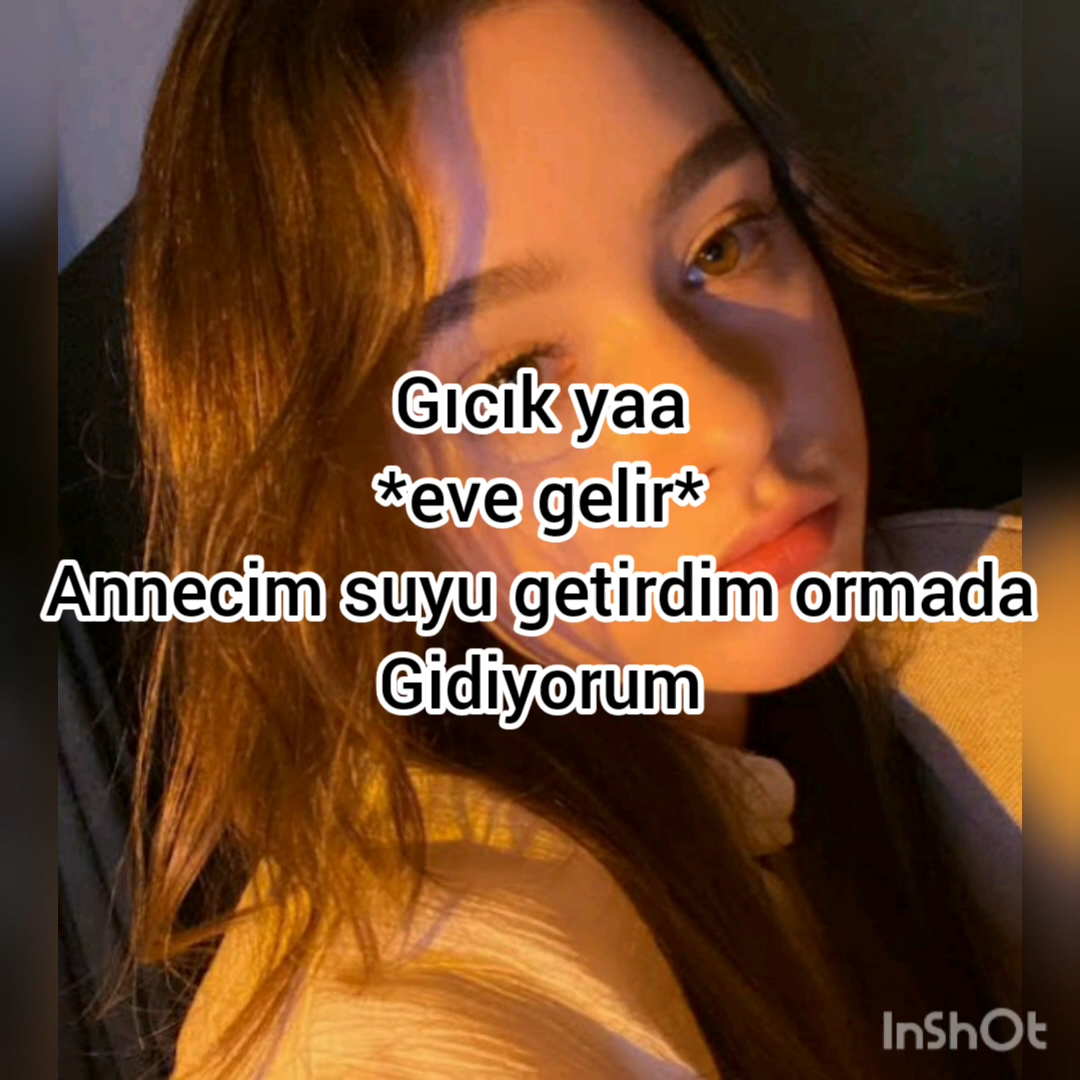 Gıcık yaa
*eve gelir*
Annecim suyu getirdim ormada
Gidiyorum
InShOt